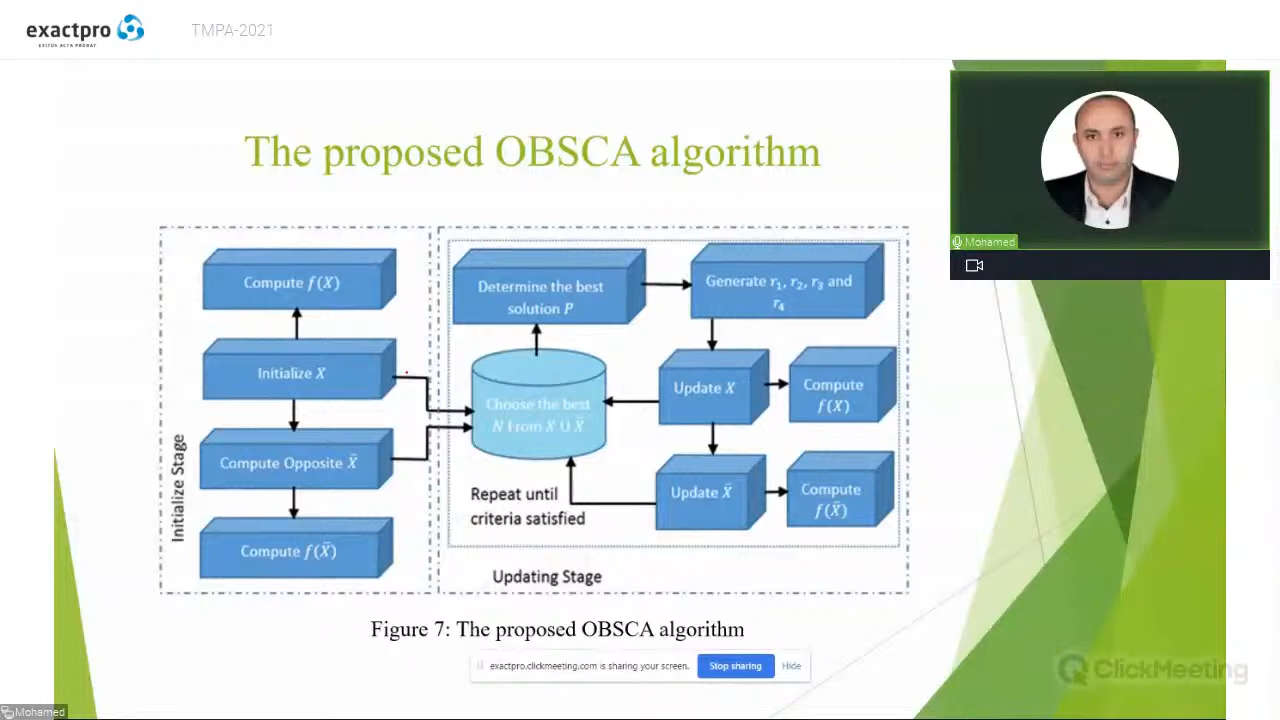 exactpro
EXITUS ACTA PROBAT
TMPA-2021
Mohamed
The proposed OBSCA algorithm
Compute f(X)
Initialize X
Compute Opposite X̄
Compute f(X̄)
Initialize Stage
Determine the best
solution P
Generate r₁, r₂, r₃ and
r₄
Choose the best
N From X ∪ X̄
Update X
Compute
f(X)
Update X̄
Compute
f(X̄)
Repeat until
criteria satisfied
Updating Stage
Figure 7: The proposed OBSCA algorithm
exactpro.clickmeeting.com is sharing your screen.
Stop sharing
Hide
ClickMeeting
Mohamed